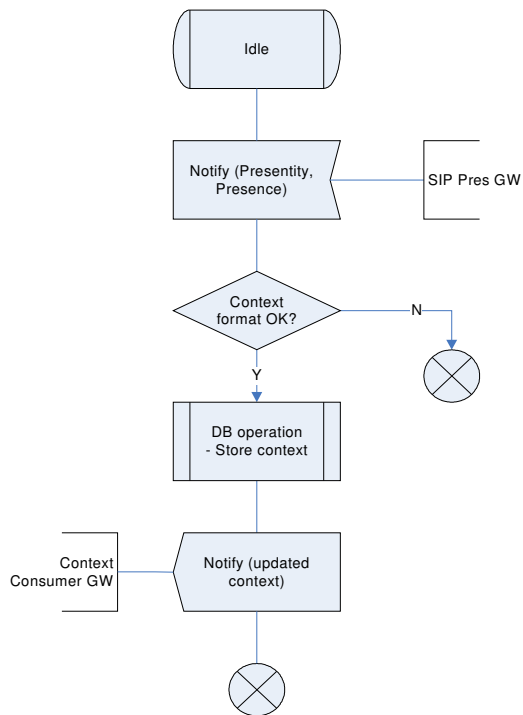 Idle
Notify (Presentity,
Presence)
SIP Pres GW
Context
format OK?
N
Y
DB operation
- Store context
Context
Consumer GW
Notify (updated
context)